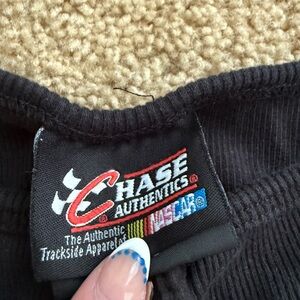 CHASE
AUTHENTICS®
NASCAR®
The Authentic
Trackside Apparel of